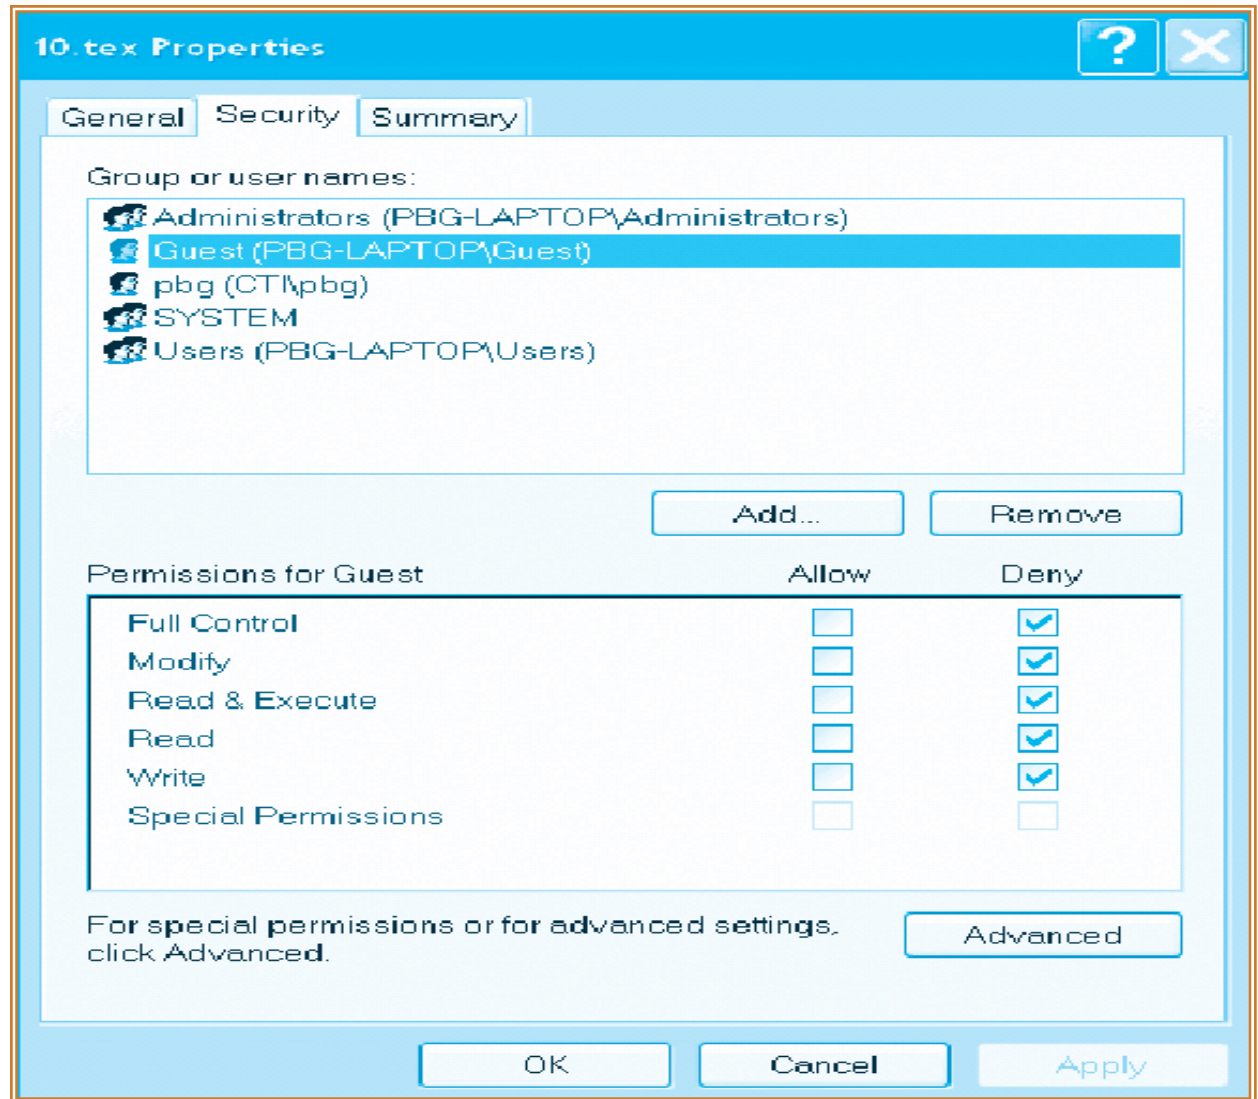 10.tex Properties
?
General Security Summary
Group or user names:
Administrators (PBG-LAPTOP\Administrators)
Guest (PBG-LAPTOP\Guest)
pbg (CTI\pbg)
SYSTEM
Users (PBG-LAPTOP\Users)
Add... Remove
Permissions for Guest Allow Deny
Full Control
Modify
Read & Execute
Read
Write
Special Permissions
For special permissions or for advanced settings,
click Advanced.
Advanced
OK Cancel Apply